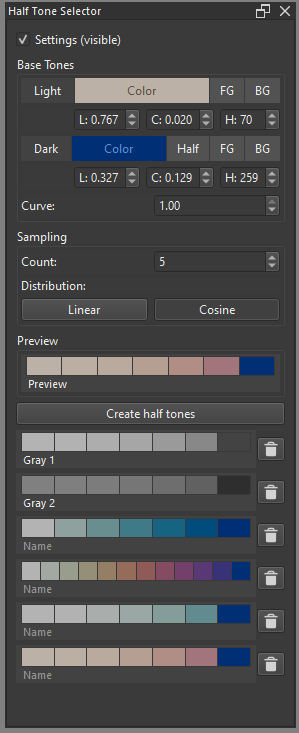 Half Tone Selector
Settings (visible)
Base Tones
Light Color FG BG
L: 0.767 C: 0.020 H: 70
Dark Color Half FG BG
L: 0.327 C: 0.129 H: 259
Curve: 1.00
Sampling
Count: 5
Distribution:
Linear Cosine
Preview
Preview
Create half tones
Gray 1
Gray 2
Name
Name
Name
Name